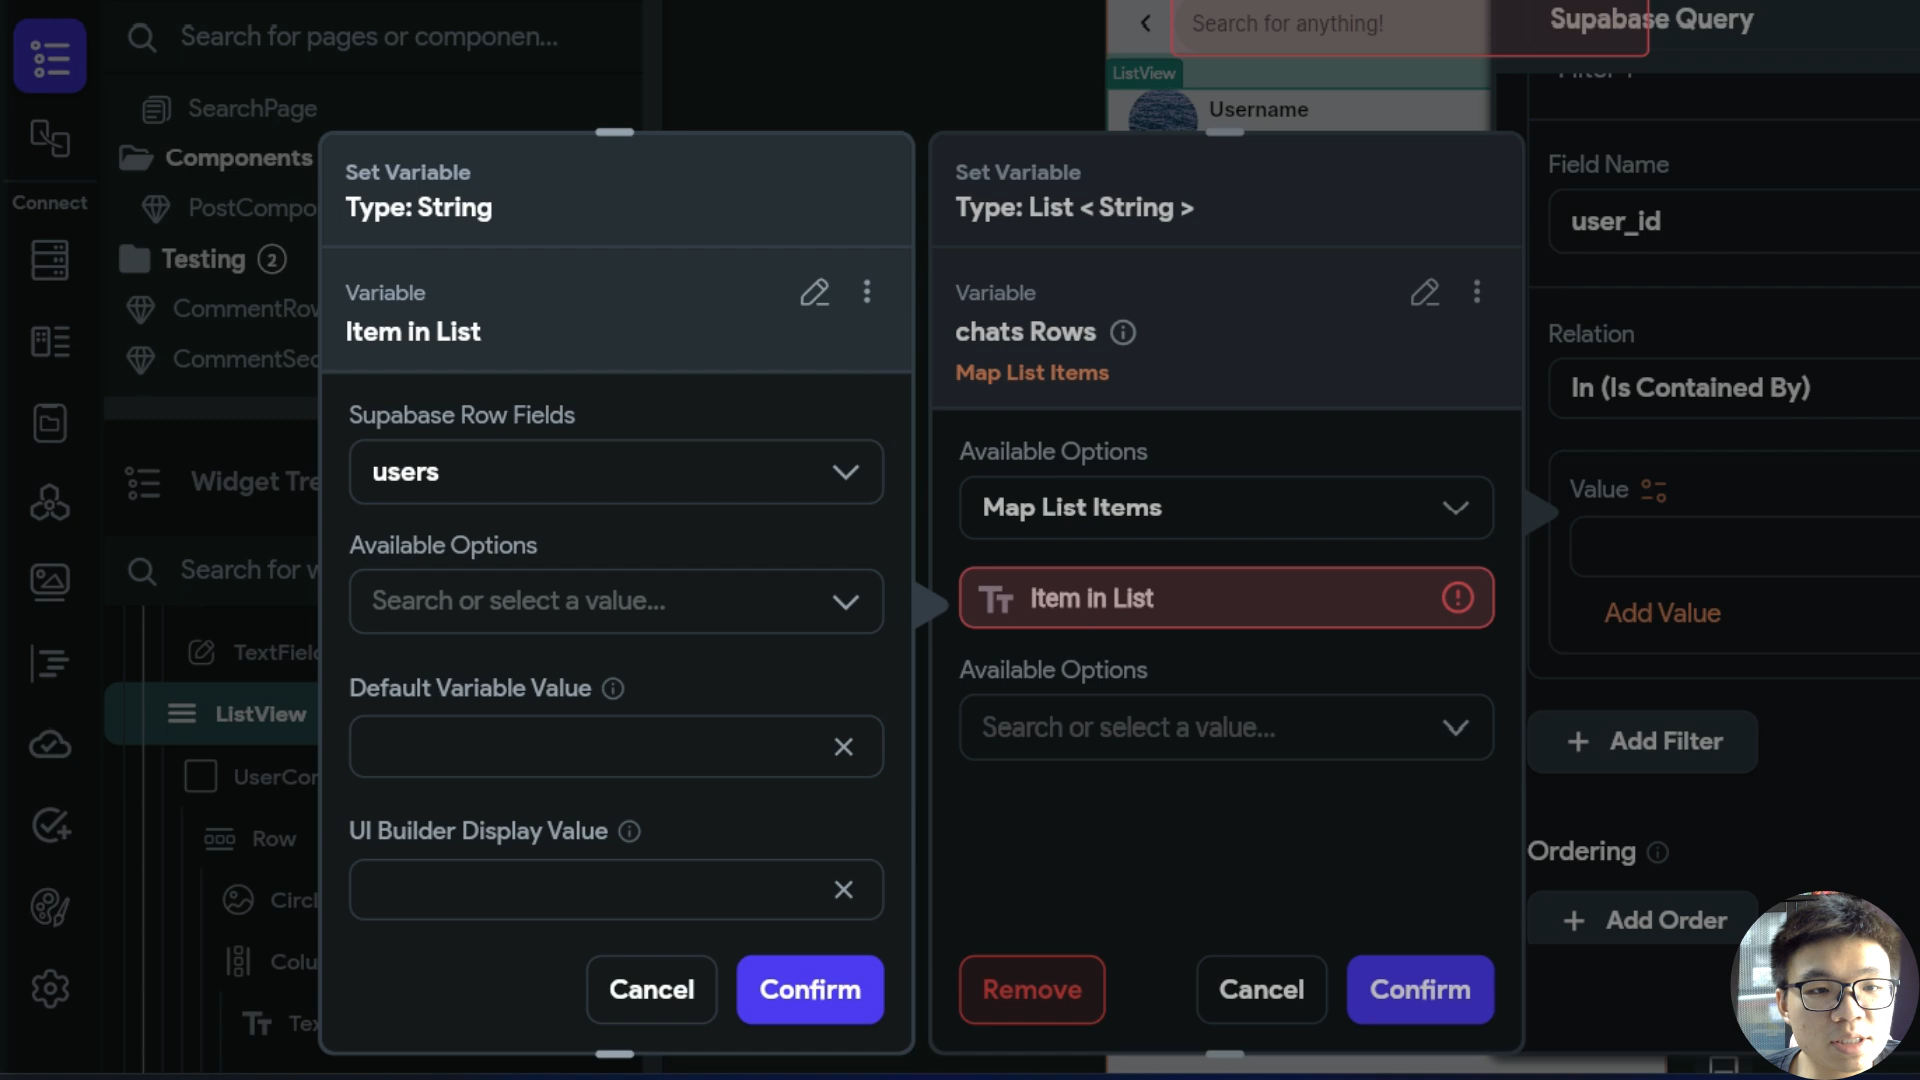 Search for pages or componen...
SearchPage
Components
PostCompo
Testing 2
CommentRow
CommentSec
Connect
Widget Tre
Search for w
TextField
ListView
UserCon
Row
Circl
Colu
Tex
Set Variable
Type: String
Variable
Item in List
Supabase Row Fields
users
Available Options
Search or select a value...
Default Variable Value
UI Builder Display Value
Cancel
Confirm
Search for anything!
ListView
Username
Set Variable
Type: List < String >
Variable
chats Rows
Map List Items
Available Options
Map List Items
Item in List
Available Options
Search or select a value...
Remove
Cancel
Confirm
Supabase Query
Field Name
user_id
Relation
In (Is Contained By)
Value
Add Value
+ Add Filter
Ordering
+ Add Order